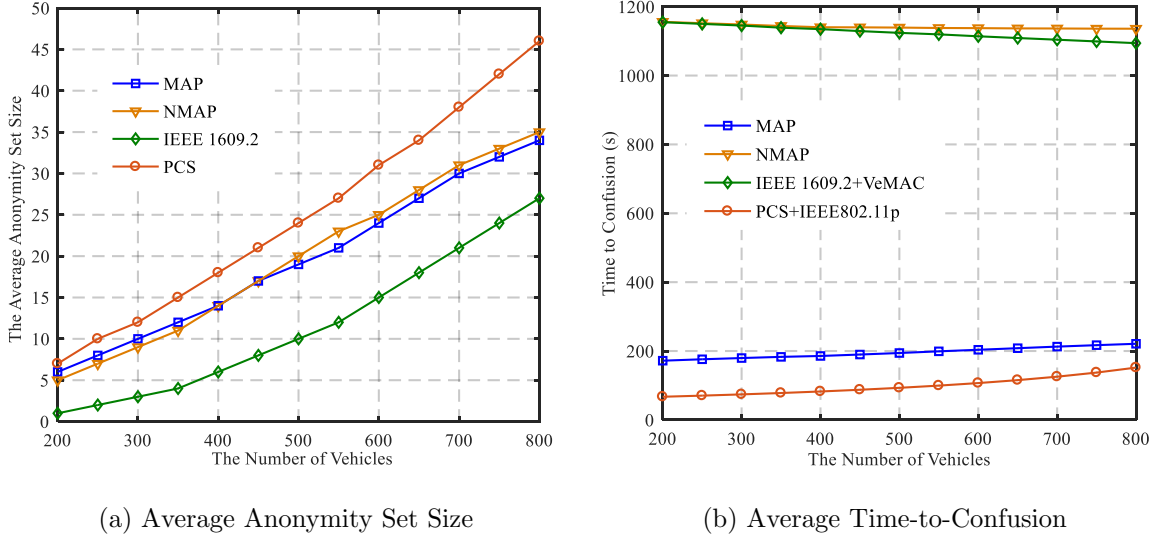 50
45
40
35
30
25
20
15
10
5
0
The Average Anonymity Set Size
MAP
NMAP
IEEE 1609.2
PCS
200 300 400 500 600 700 800
The Number of Vehicles
(a) Average Anonymity Set Size
1200
1000
800
600
400
200
0
Time to Confusion (s)
MAP
NMAP
IEEE 1609.2+VeMAC
PCS+IEEE802.11p
200 300 400 500 600 700 800
The Number of Vehicles
(b) Average Time-to-Confusion